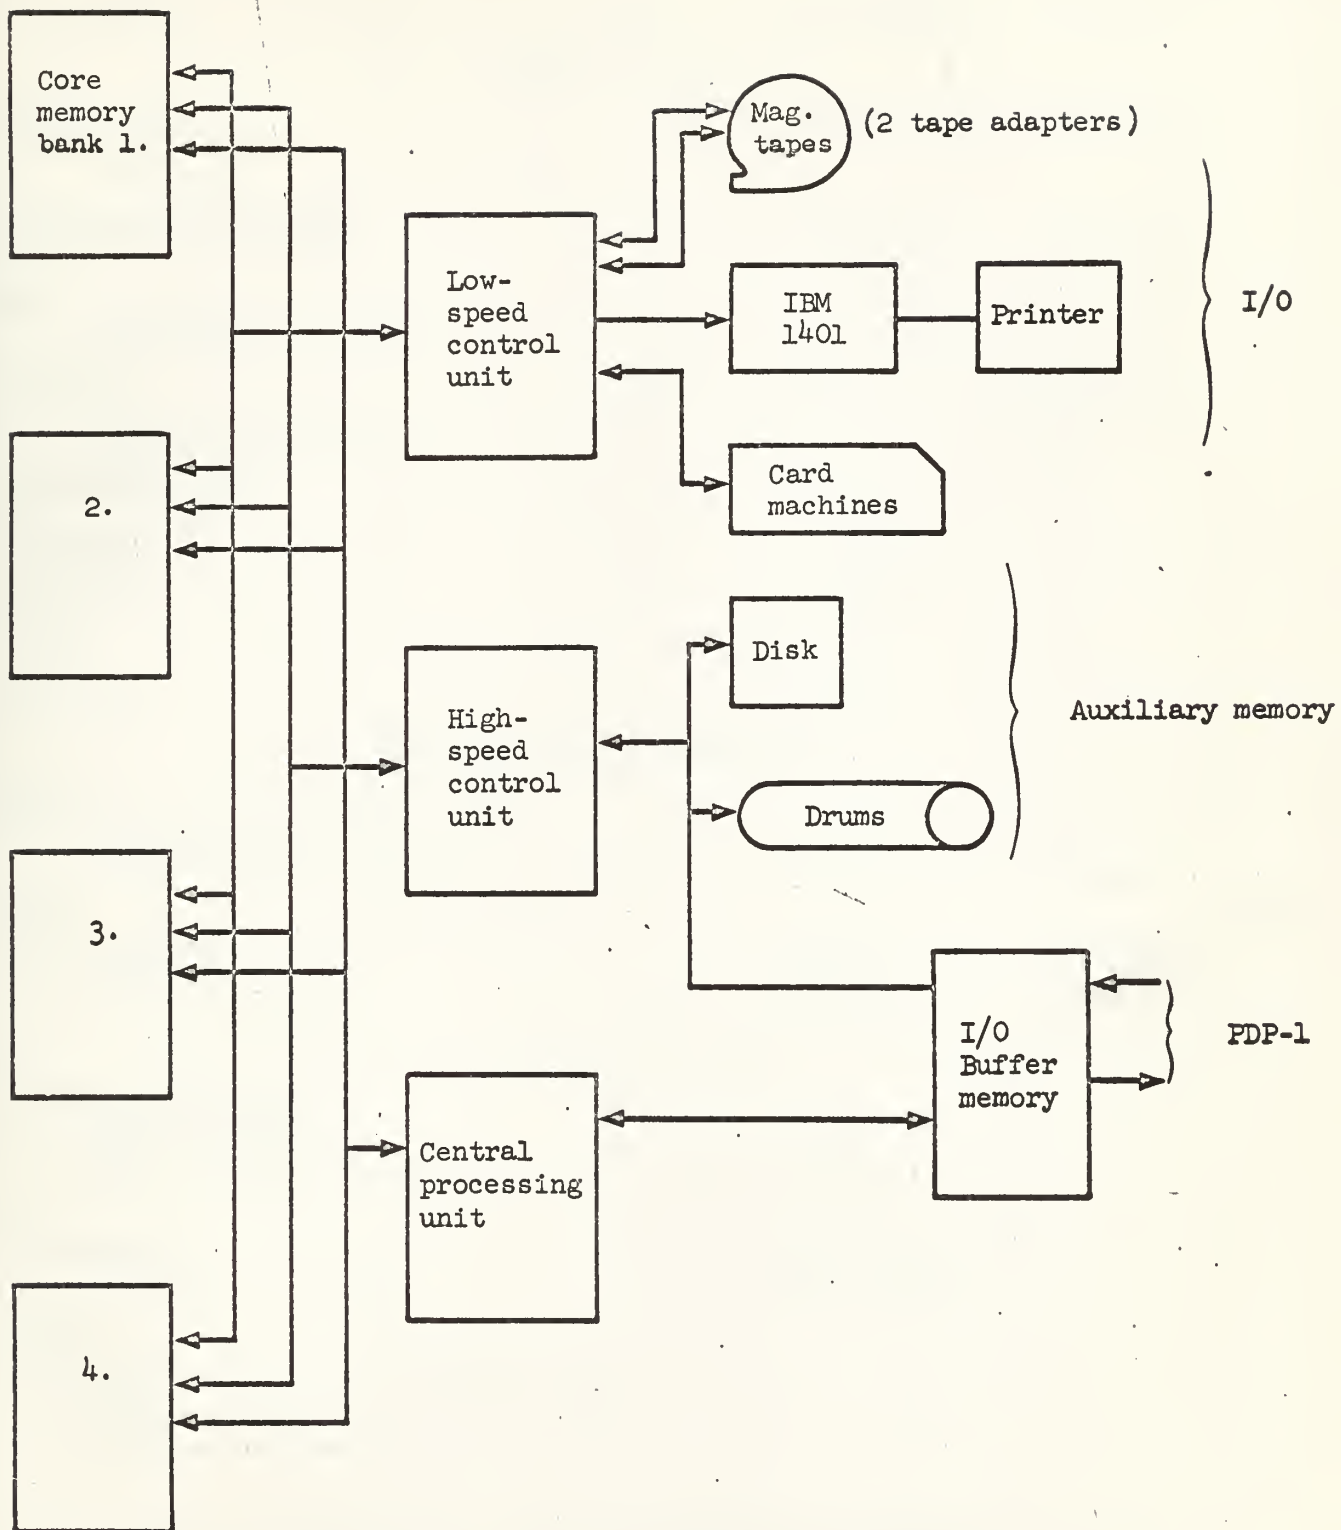 Core
memory
bank 1.
2.
3.
4.
Low-
speed
control
unit
High-
speed
control
unit
Central
processing
unit
Mag.
tapes
(2 tape adapters)
IBM
1401
Printer
Card
machines
I/O
Disk
Drums
Auxiliary memory
I/O
Buffer
memory
PDP-1